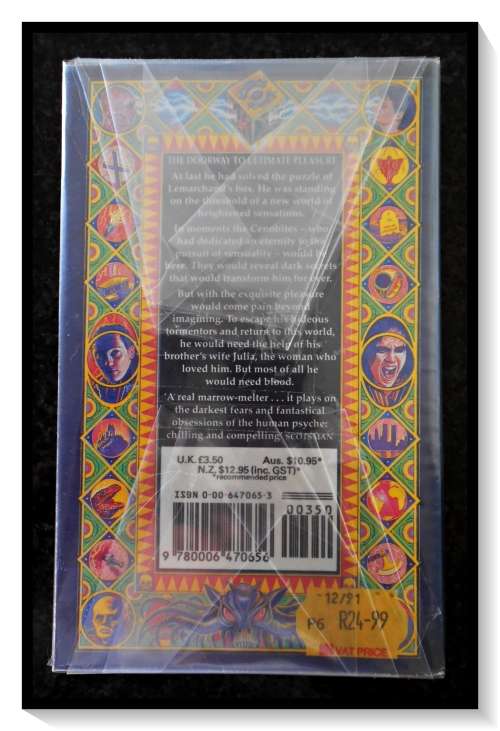 THE DOORWAY TO ULTIMATE PLEASURE
At last he had solved the puzzle of
Lemarchand's box. He was standing
on the threshold of a new world of
heightened sensations.
In moments the Cenobites – who
had dedicated an eternity to the
pursuit of sensuality – would be
here. They would reveal dark secrets
that would transform him for ever.
But with the exquisite pleasure
would come pain beyond
imagining. To escape his hideous
tormentors and return to this world,
he would need the help of his
brother's wife Julia, the woman who
loved him. But most of all he
would need blood.
'A real marrow-melter . . . it plays on
the darkest fears and fantastical
obsessions of the human psyche:
chilling and compelling.' SCOTSMAN
U.K. £3.50 Aus. $10.95*
N.Z. $12.95 (inc. GST)*
*recommended price
ISBN 0-00-647065-3
00350
9 780006 470656
12/91
P6 R24-99
VAT PRICE